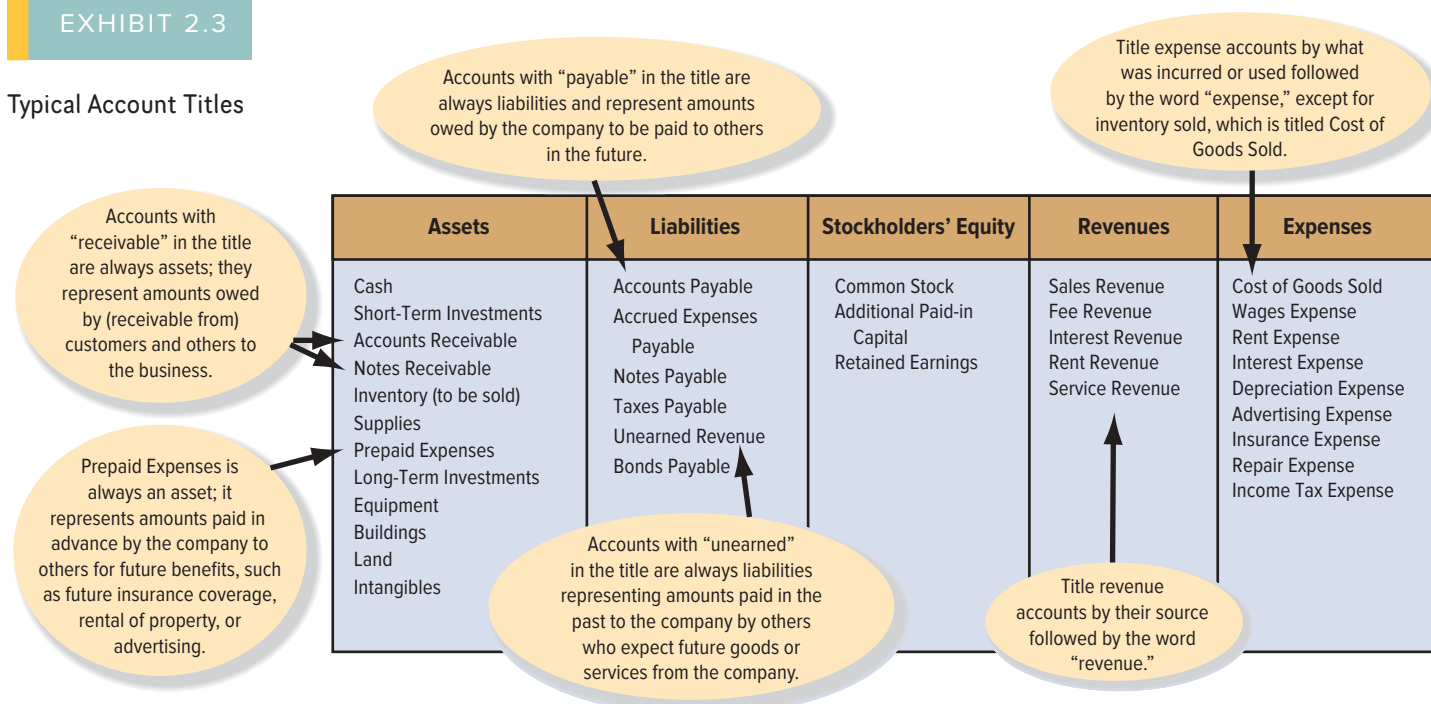 EXHIBIT 2.3
Typical Account Titles
Accounts with “payable” in the title are
always liabilities and represent amounts
owed by the company to be paid to others
in the future.
Title expense accounts by what
was incurred or used followed
by the word “expense,” except for
inventory sold, which is titled Cost of
Goods Sold.
Accounts with
“receivable” in the title
are always assets; they
represent amounts owed
by (receivable from)
customers and others to
the business.
Prepaid Expenses is
always an asset; it
represents amounts paid in
advance by the company to
others for future benefits, such
as future insurance coverage,
rental of property, or
advertising.
Assets
Cash
Short-Term Investments
Accounts Receivable
Notes Receivable
Inventory (to be sold)
Supplies
Prepaid Expenses
Long-Term Investments
Equipment
Buildings
Land
Intangibles
Liabilities
Accounts Payable
Accrued Expenses
Payable
Notes Payable
Taxes Payable
Unearned Revenue
Bonds Payable
Accounts with “unearned”
in the title are always liabilities
representing amounts paid in the
past to the company by others
who expect future goods or
services from the company.
Stockholders’ Equity
Common Stock
Additional Paid-in
Capital
Retained Earnings
Revenues
Sales Revenue
Fee Revenue
Interest Revenue
Rent Revenue
Service Revenue
Title revenue
accounts by their source
followed by the word
“revenue.”
Expenses
Cost of Goods Sold
Wages Expense
Rent Expense
Interest Expense
Depreciation Expense
Advertising Expense
Insurance Expense
Repair Expense
Income Tax Expense